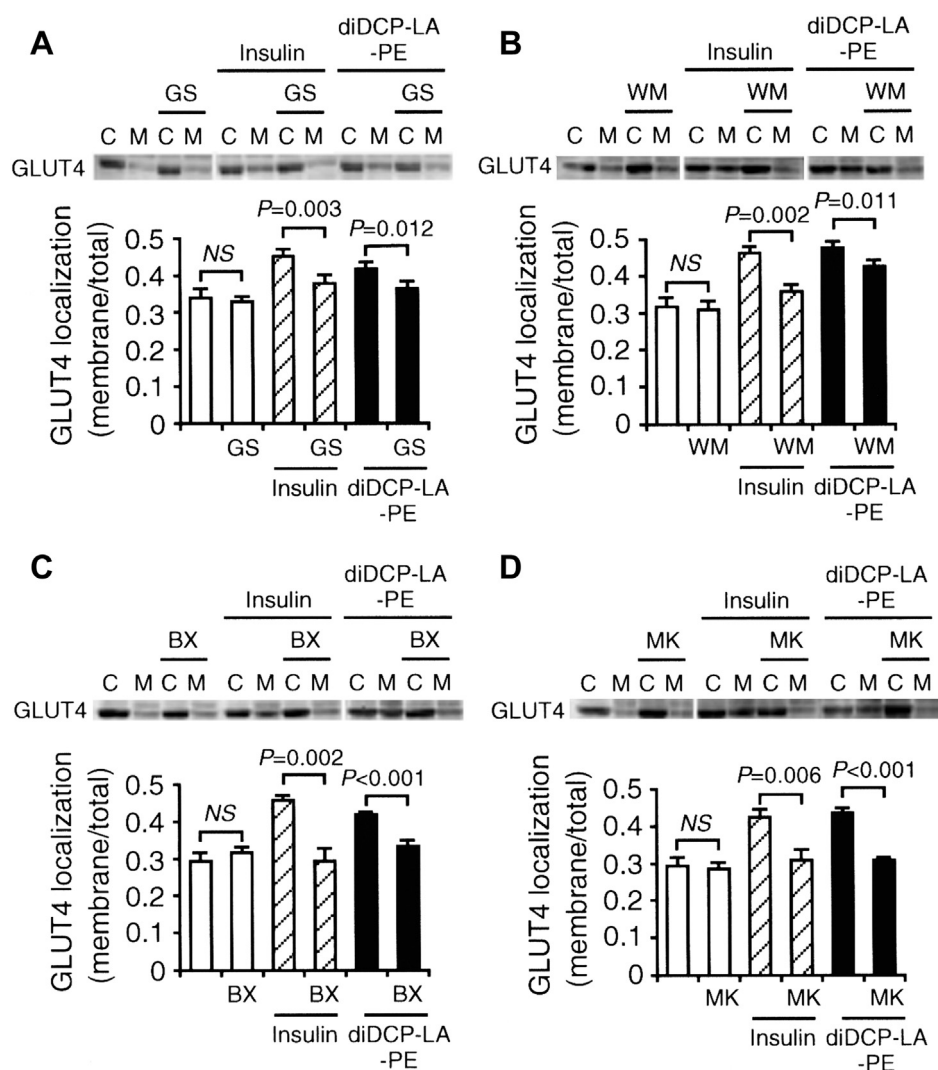 A
Insulin
diDCP-LA
-PE
GS GS GS
C M C M C M C M C M C M
GLUT4
GLUT4 localization
(membrane/total)
0.5
0.4
0.3
0.2
0.1
0
NS
P=0.003
P=0.012
GS GS GS
Insulin
diDCP-LA
-PE
B
Insulin
diDCP-LA
-PE
WM WM WM
C M C M C M C M C M C M
GLUT4
GLUT4 localization
(membrane/total)
0.5
0.4
0.3
0.2
0.1
0
NS
P=0.002
P=0.011
WM WM WM
Insulin
diDCP-LA
-PE
C
Insulin
diDCP-LA
-PE
BX BX BX
C M C M C M C M C M C M
GLUT4
GLUT4 localization
(membrane/total)
0.5
0.4
0.3
0.2
0.1
0
NS
P=0.002
P<0.001
BX BX BX
Insulin
diDCP-LA
-PE
D
Insulin
diDCP-LA
-PE
MK MK MK
C M C M C M C M C M C M
GLUT4
GLUT4 localization
(membrane/total)
0.5
0.4
0.3
0.2
0.1
0
NS
P=0.006
P<0.001
MK MK MK
Insulin
diDCP-LA
-PE